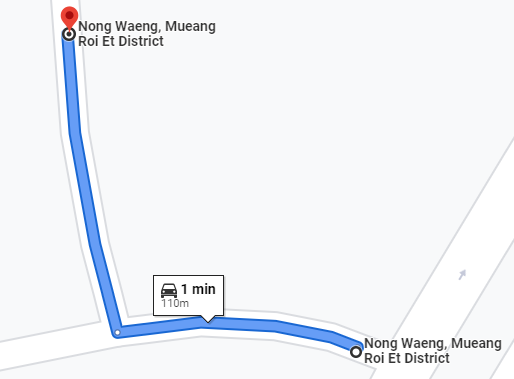 Nong Waeng, Mueang
Roi Et District
1 min
110m
Nong Waeng, Mueang
Roi Et District